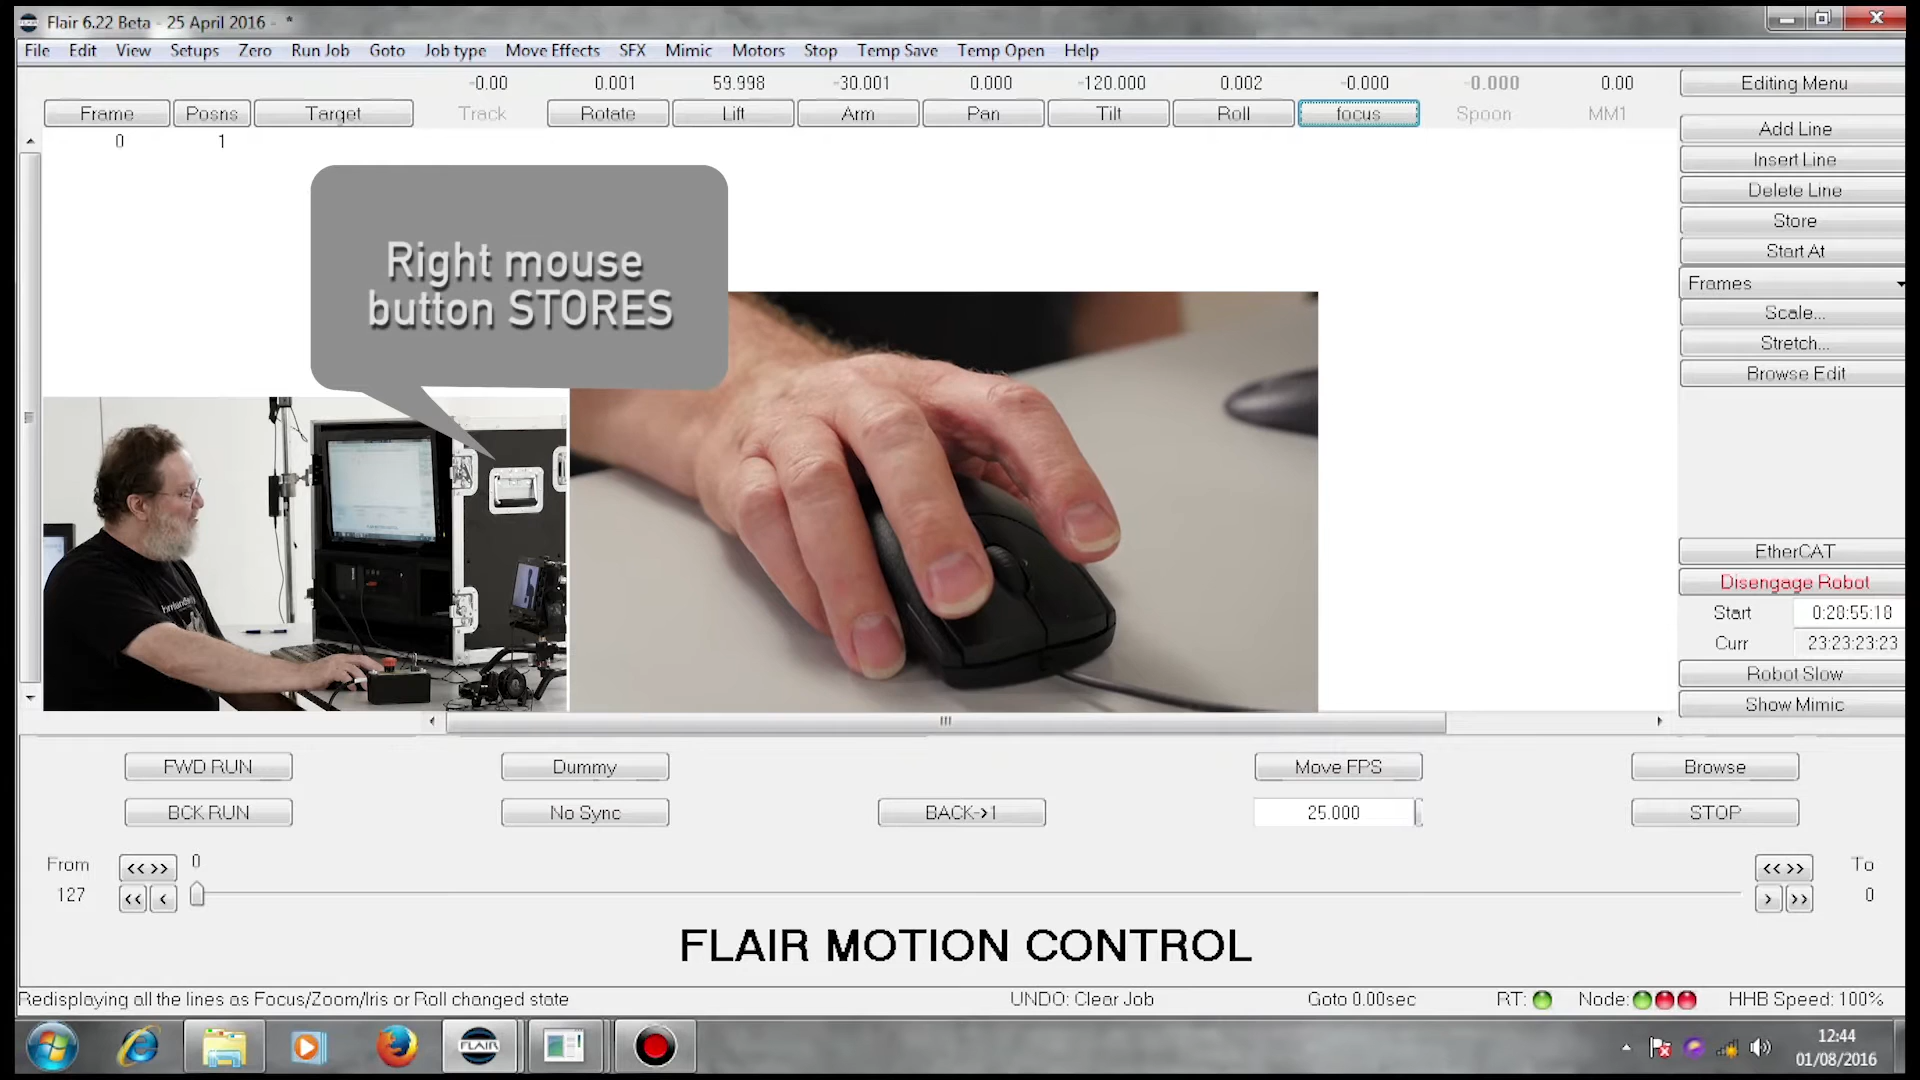 Flair 6.22 Beta - 25 April 2016 - *
File Edit View Setups Zero Run Job Goto Job type Move Effects SFX Mimic Motors Stop Temp Save Temp Open Help
-0.00 0.001 59.998 -30.001 0.000 -120.000 0.002 -0.000 -0.000 0.00
Frame Posns Target Track Rotate Lift Arm Pan Tilt Roll focus Spoon MM1
0 1
Right mouse
button STORES
Editing Menu
Add Line
Insert Line
Delete Line
Store
Start At
Frames
Scale...
Stretch...
Browse Edit
EtherCAT
Disengage Robot
Start 0:28:55:18
Curr 23:23:23:23
Robot Slow
Show Mimic
FWD RUN Dummy Move FPS Browse
BCK RUN No Sync BACK->1 25.000 STOP
From << >> 0 << >> To
127 << < > >> 0
FLAIR MOTION CONTROL
Redisplaying all the lines as Focus/Zoom/Iris or Roll changed state UNDO: Clear Job Goto 0.00sec RT: Node: HHB Speed: 100%
FLAIR
12:44
01/08/2016